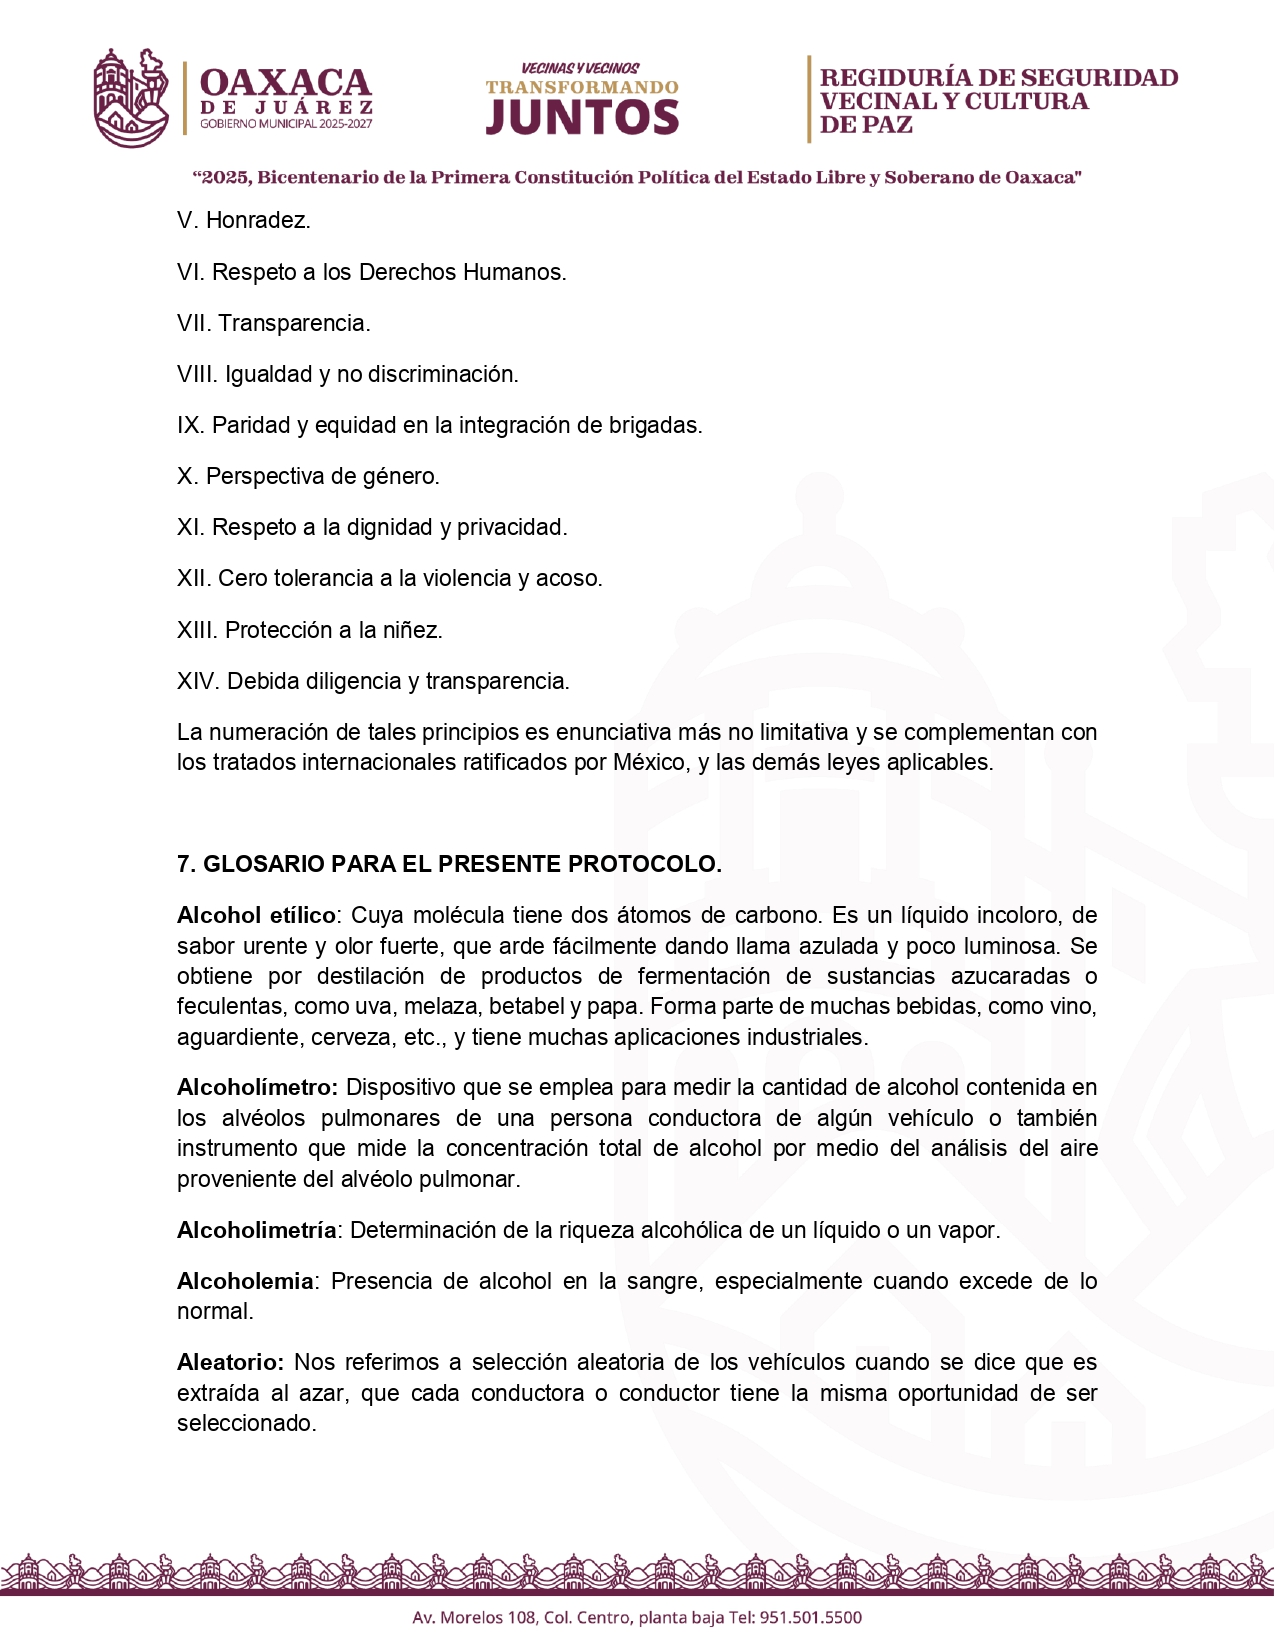 OAXACA
DE JUÁREZ
GOBIERNO MUNICIPAL 2025-2027
VECINAS Y VECINOS
TRANSFORMANDO
JUNTOS
REGIDURÍA DE SEGURIDAD
VECINAL Y CULTURA
DE PAZ
“2025, Bicentenario de la Primera Constitución Política del Estado Libre y Soberano de Oaxaca"
V. Honradez.
VI. Respeto a los Derechos Humanos.
VII. Transparencia.
VIII. Igualdad y no discriminación.
IX. Paridad y equidad en la integración de brigadas.
X. Perspectiva de género.
XI. Respeto a la dignidad y privacidad.
XII. Cero tolerancia a la violencia y acoso.
XIII. Protección a la niñez.
XIV. Debida diligencia y transparencia.
La numeración de tales principios es enunciativa más no limitativa y se complementan con
los tratados internacionales ratificados por México, y las demás leyes aplicables.
7. GLOSARIO PARA EL PRESENTE PROTOCOLO.
Alcohol etílico: Cuya molécula tiene dos átomos de carbono. Es un líquido incoloro, de
sabor urente y olor fuerte, que arde fácilmente dando llama azulada y poco luminosa. Se
obtiene por destilación de productos de fermentación de sustancias azucaradas o
feculentas, como uva, melaza, betabel y papa. Forma parte de muchas bebidas, como vino,
aguardiente, cerveza, etc., y tiene muchas aplicaciones industriales.
Alcoholímetro: Dispositivo que se emplea para medir la cantidad de alcohol contenida en
los alvéolos pulmonares de una persona conductora de algún vehículo o también
instrumento que mide la concentración total de alcohol por medio del análisis del aire
proveniente del alvéolo pulmonar.
Alcoholimetría: Determinación de la riqueza alcohólica de un líquido o un vapor.
Alcoholemia: Presencia de alcohol en la sangre, especialmente cuando excede de lo
normal.
Aleatorio: Nos referimos a selección aleatoria de los vehículos cuando se dice que es
extraída al azar, que cada conductora o conductor tiene la misma oportunidad de ser
seleccionado.
Av. Morelos 108, Col. Centro, planta baja Tel: 951.501.5500